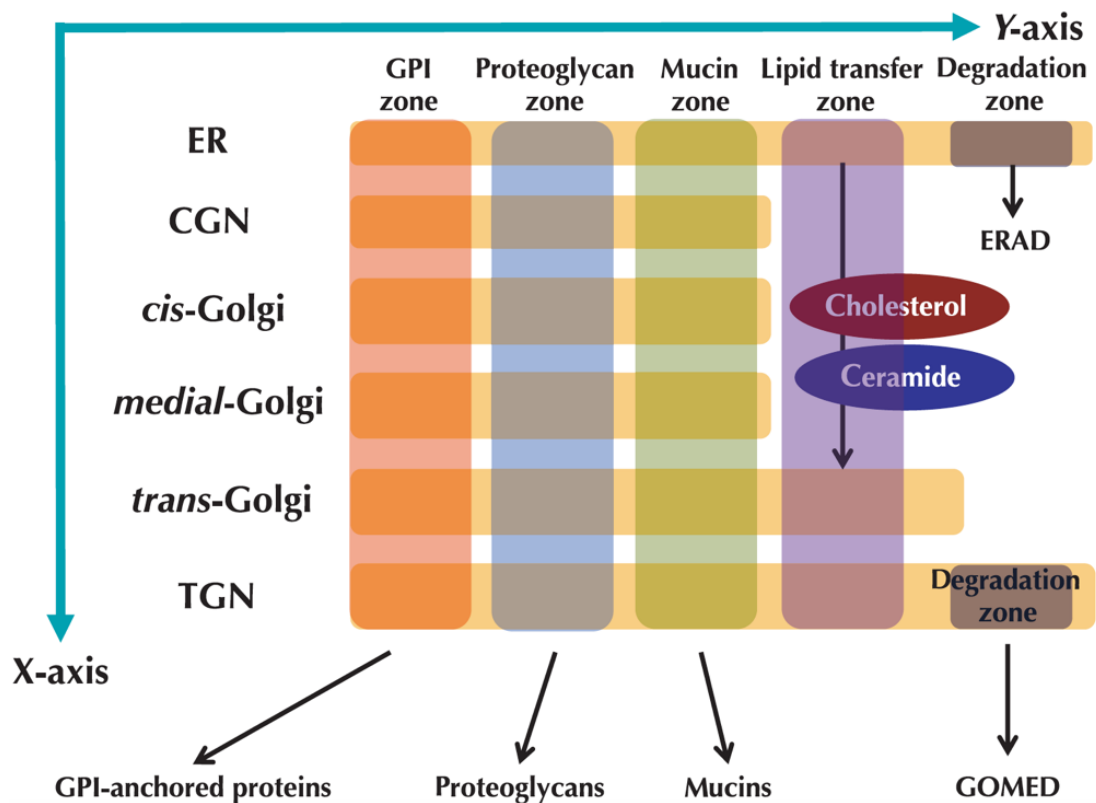 Y-axis
GPI
zone
Proteoglycan
zone
Mucin
zone
Lipid transfer
zone
Degradation
zone
ER
CGN
ERAD
cis-Golgi
Cholesterol
medial-Golgi
Ceramide
trans-Golgi
TGN
Degradation
zone
X-axis
GPI-anchored proteins
Proteoglycans
Mucins
GOMED